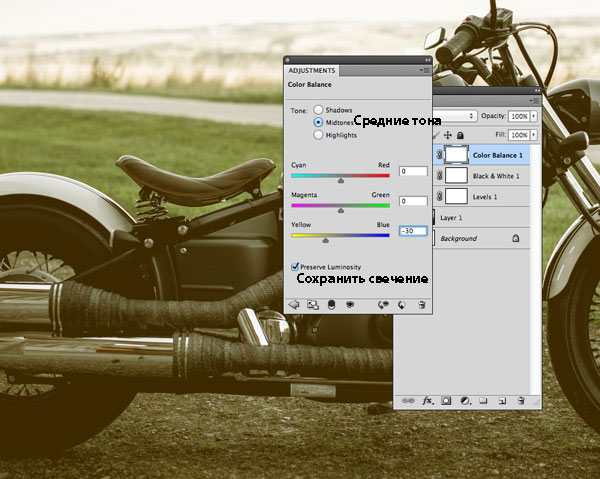 ADJUSTMENTS
Color Balance
Tone: Shadows
Midtones Средние тона
Highlights
Cyan Red
0
Magenta Green
0
Yellow Blue
-30
Preserve Luminosity
Сохранить свечение
Opacity: 100%
Fill: 100%
Color Balance 1
Black & White 1
Levels 1
Layer 1
Background
fx